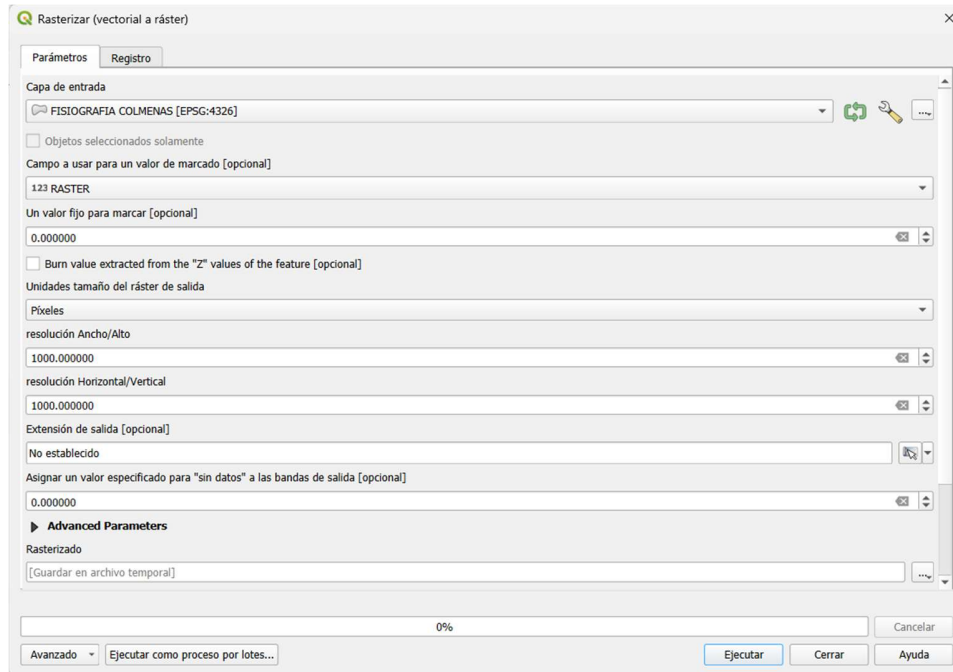 Rasterizar (vectorial a ráster)
Parámetros Registro
Capa de entrada
FISIOGRAFIA COLMENAS [EPSG:4326]
...
Objetos seleccionados solamente
Campo a usar para un valor de marcado [opcional]
123 RASTER
Un valor fijo para marcar [opcional]
0.000000
Burn value extracted from the "Z" values of the feature [opcional]
Unidades tamaño del ráster de salida
Píxeles
resolución Ancho/Alto
1000.000000
resolución Horizontal/Vertical
1000.000000
Extensión de salida [opcional]
No establecido
Asignar un valor especificado para "sin datos" a las bandas de salida [opcional]
0.000000
Advanced Parameters
Rasterizado
[Guardar en archivo temporal] ...
0% Cancelar
Avanzado Ejecutar como proceso por lotes... Ejecutar Cerrar Ayuda